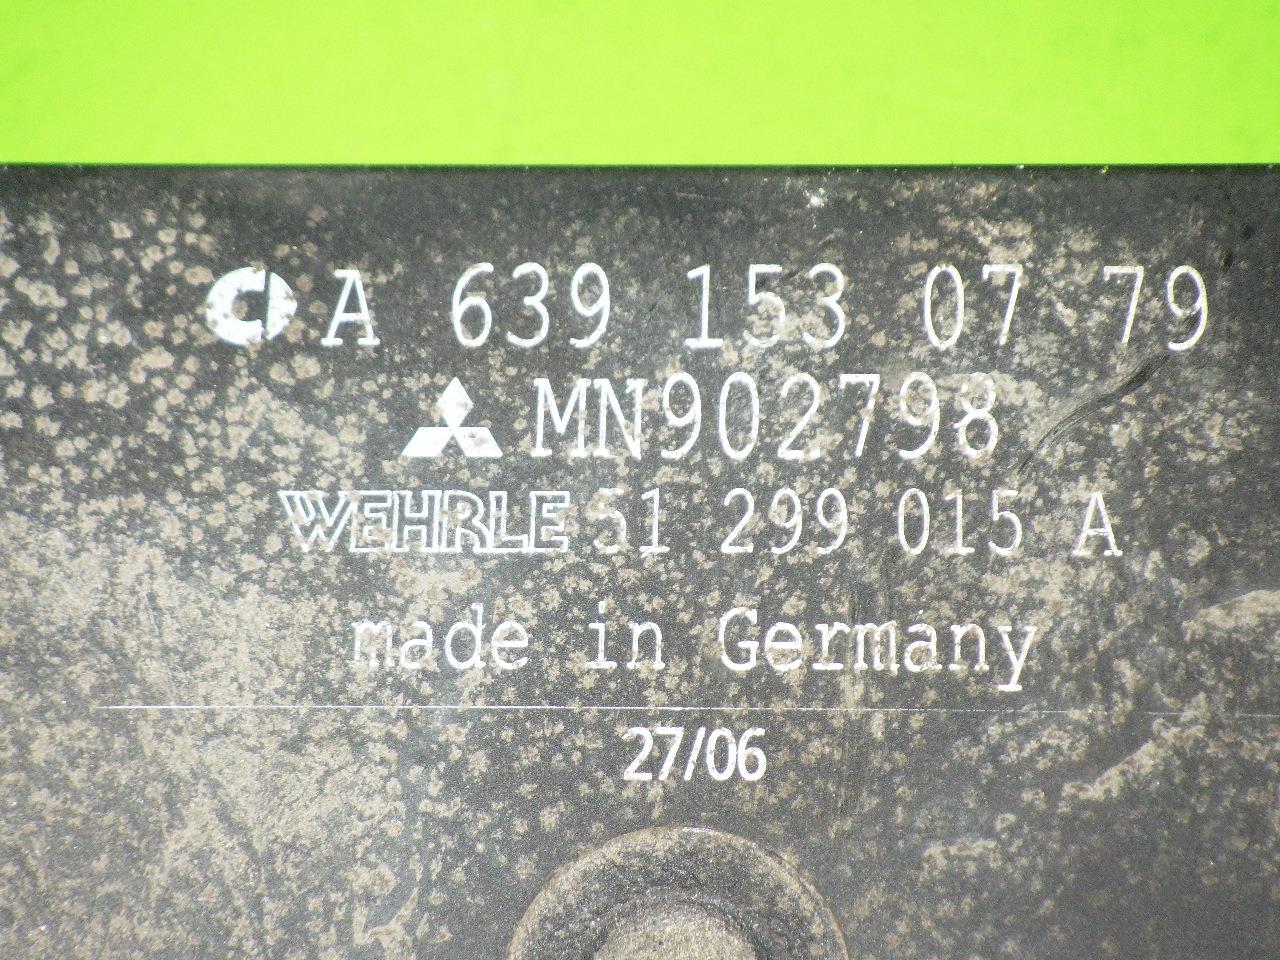 A 639 153 07 79
MN902798
WEHRLE 51 299 015 A
made in Germany
27/06